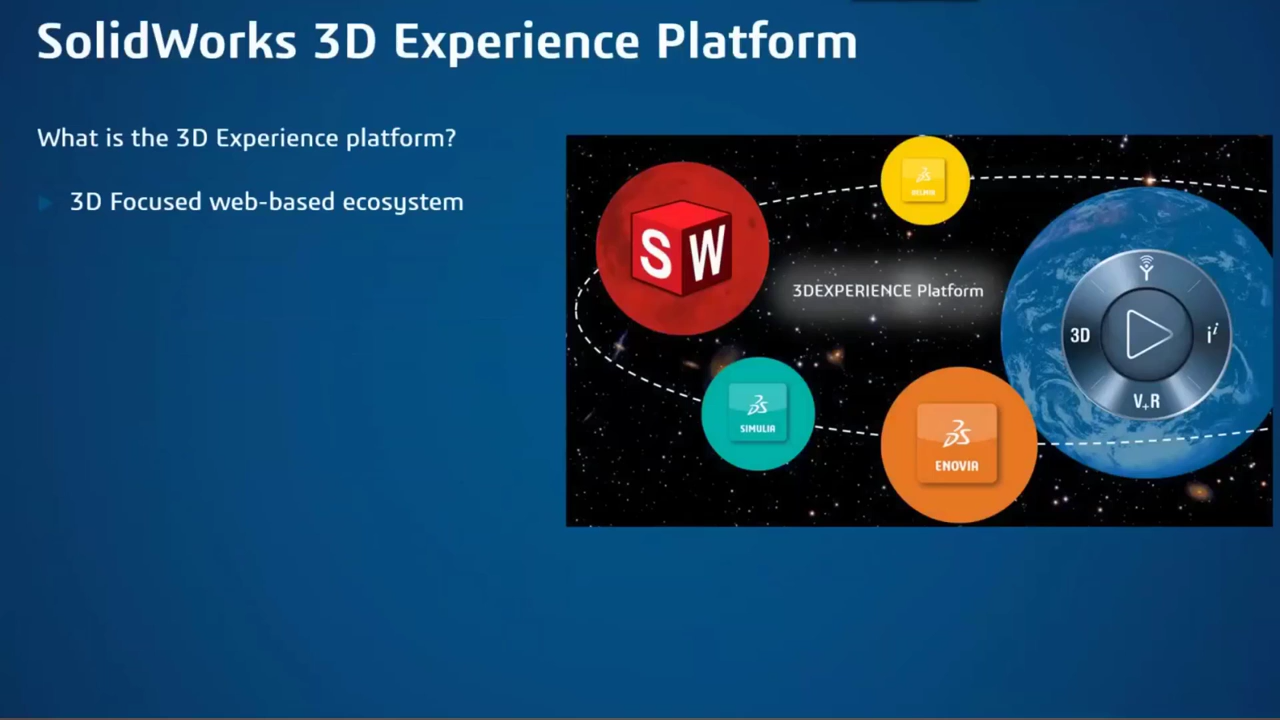 SolidWorks 3D Experience Platform
What is the 3D Experience platform?
3D Focused web-based ecosystem
SW
DELMIA
3DEXPERIENCE Platform
3D
i
V+R
SIMULIA
ENOVIA